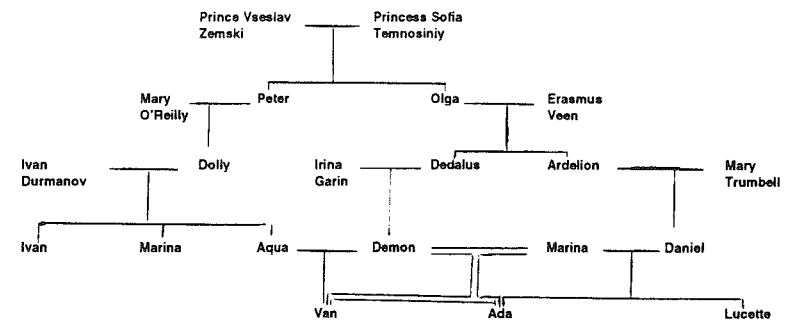 Prince Vseslav Princess Sofia
Zemski Temnosiniy
Mary Peter Olga Erasmus
O'Reilly Veen
Ivan Dolly Irina Dedalus Ardelion Mary
Durmanov Garin Trumbell
Ivan Marina Aqua Demon Marina Daniel
Van Ada Lucette